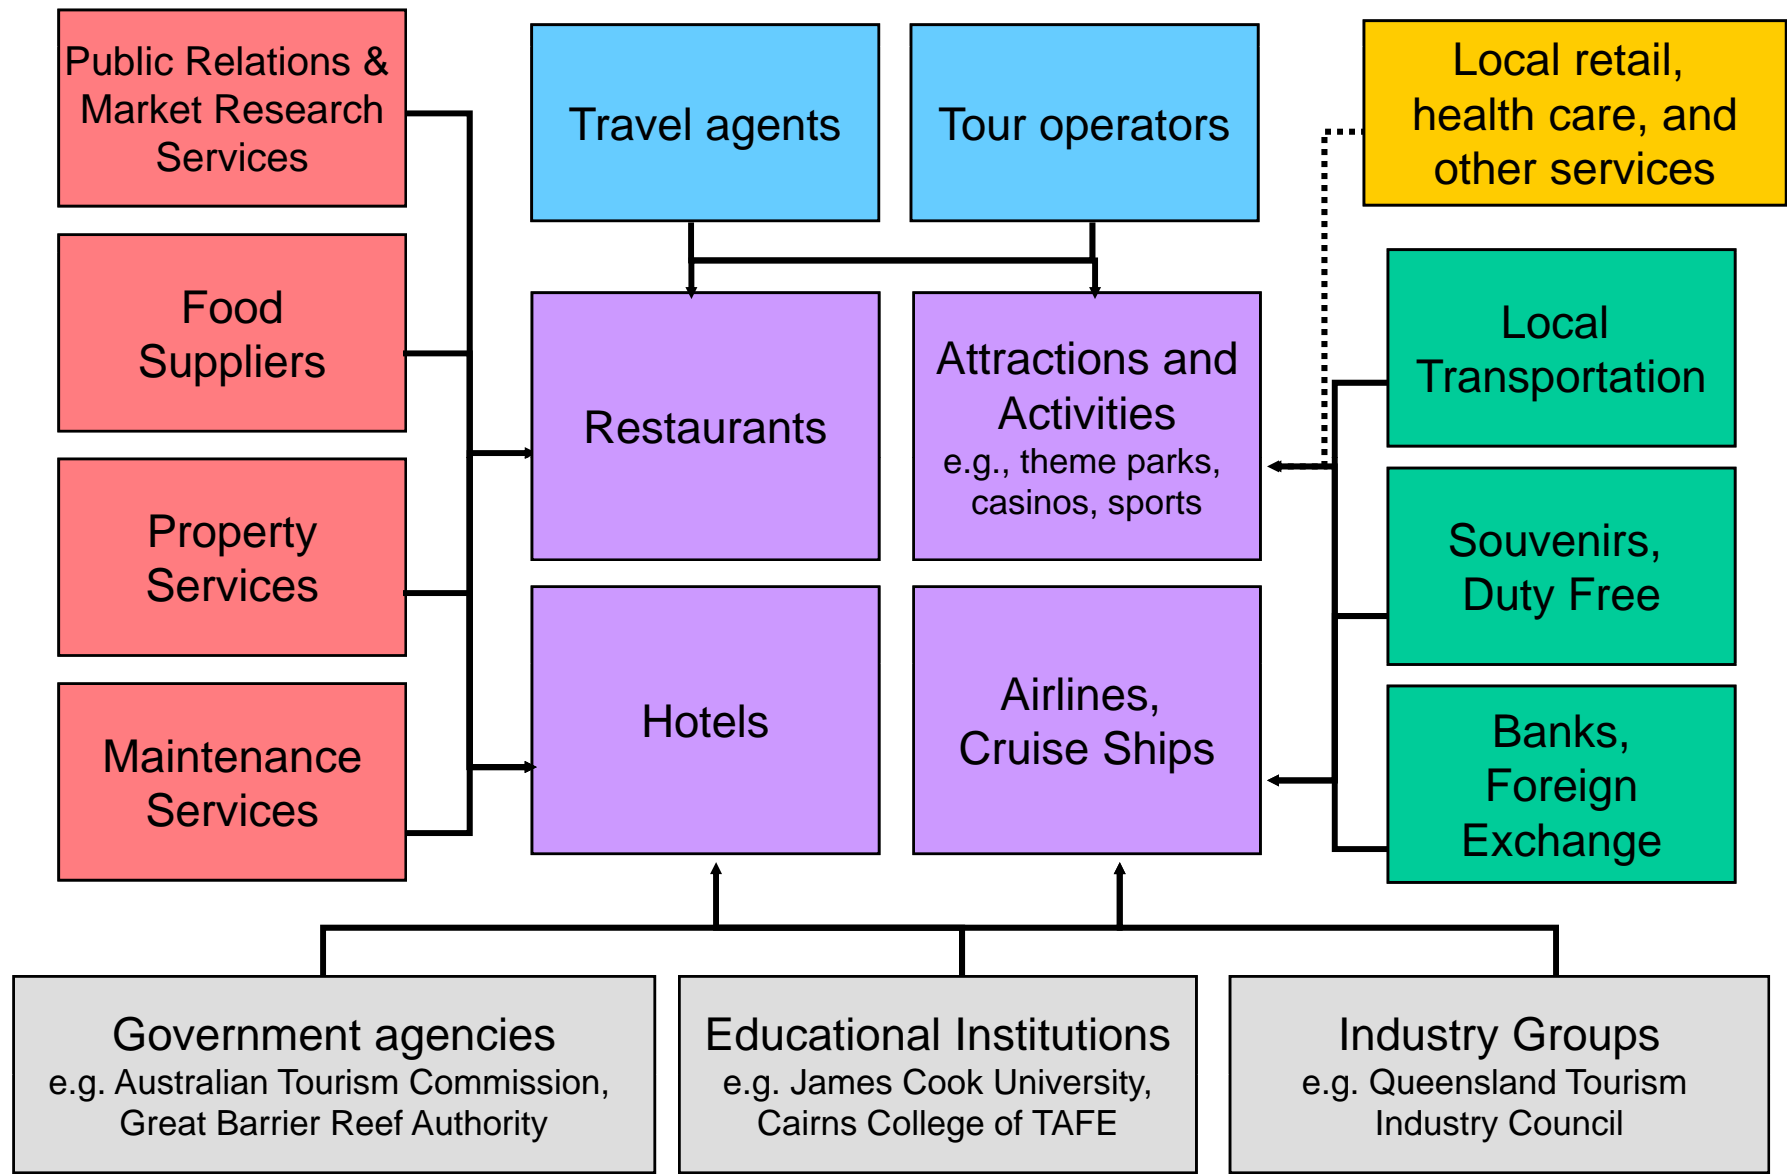 Public Relations &
Market Research
Services
Travel agents
Tour operators
Local retail,
health care, and
other services
Food
Suppliers
Restaurants
Attractions and
Activities
e.g., theme parks,
casinos, sports
Local
Transportation
Property
Services
Souvenirs,
Duty Free
Maintenance
Services
Hotels
Airlines,
Cruise Ships
Banks,
Foreign
Exchange
Government agencies
e.g. Australian Tourism Commission,
Great Barrier Reef Authority
Educational Institutions
e.g. James Cook University,
Cairns College of TAFE
Industry Groups
e.g. Queensland Tourism
Industry Council